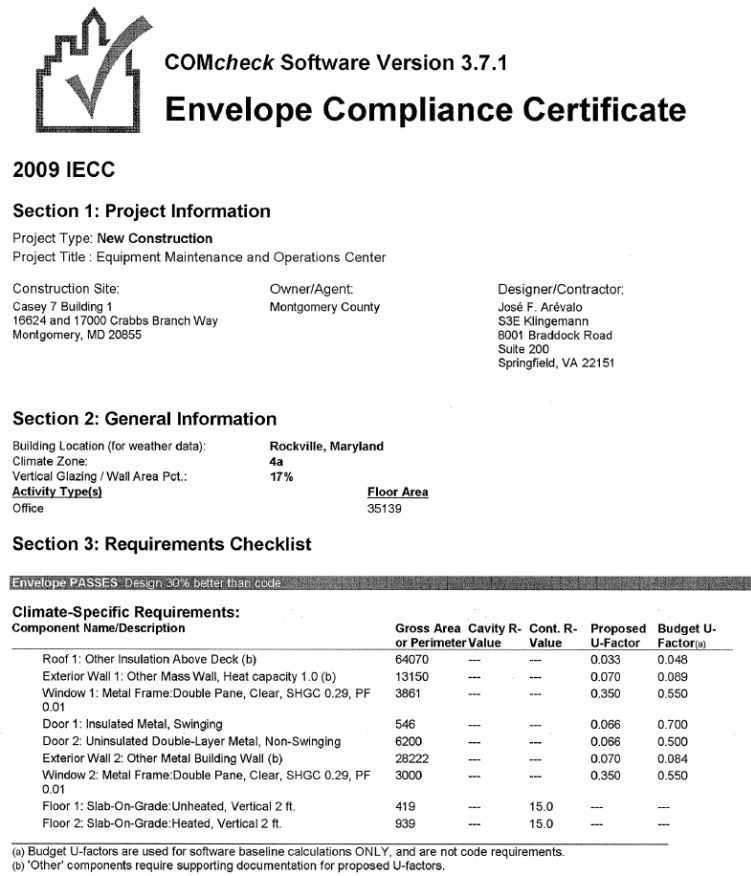 COMcheck Software Version 3.7.1
Envelope Compliance Certificate
2009 IECC
Section 1: Project Information
Project Type: New Construction
Project Title : Equipment Maintenance and Operations Center
Construction Site:
Casey 7 Building 1
16624 and 17000 Crabbs Branch Way
Montgomery, MD 20855
Owner/Agent:
Montgomery County
Designer/Contractor:
José F. Arévalo
S3E Klingemann
8001 Braddock Road
Suite 200
Springfield, VA 22151
Section 2: General Information
Building Location (for weather data): Rockville, Maryland
Climate Zone: 4a
Vertical Glazing / Wall Area Pct.: 17%
Activity Type(s) Floor Area
Office 35139
Section 3: Requirements Checklist
Envelope PASSES: Design 30% better than code
Climate-Specific Requirements:
Component Name/Description Gross Area or Perimeter Cavity R-Value Cont. R-Value Proposed U-Factor Budget U-Factor(a)
Roof 1: Other Insulation Above Deck (b) 64070 --- --- 0.033 0.048
Exterior Wall 1: Other Mass Wall, Heat capacity 1.0 (b) 13150 --- --- 0.070 0.089
Window 1: Metal Frame:Double Pane, Clear, SHGC 0.29, PF 3861 --- --- 0.350 0.550
0.01
Door 1: Insulated Metal, Swinging 546 --- --- 0.066 0.700
Door 2: Uninsulated Double-Layer Metal, Non-Swinging 6200 --- --- 0.066 0.500
Exterior Wall 2: Other Metal Building Wall (b) 28222 --- --- 0.070 0.084
Window 2: Metal Frame:Double Pane, Clear, SHGC 0.29, PF 3000 --- --- 0.350 0.550
0.01
Floor 1: Slab-On-Grade:Unheated, Vertical 2 ft. 419 --- 15.0 --- ---
Floor 2: Slab-On-Grade:Heated, Vertical 2 ft. 939 --- 15.0 --- ---
(a) Budget U-factors are used for software baseline calculations ONLY, and are not code requirements.
(b) 'Other' components require supporting documentation for proposed U-factors.